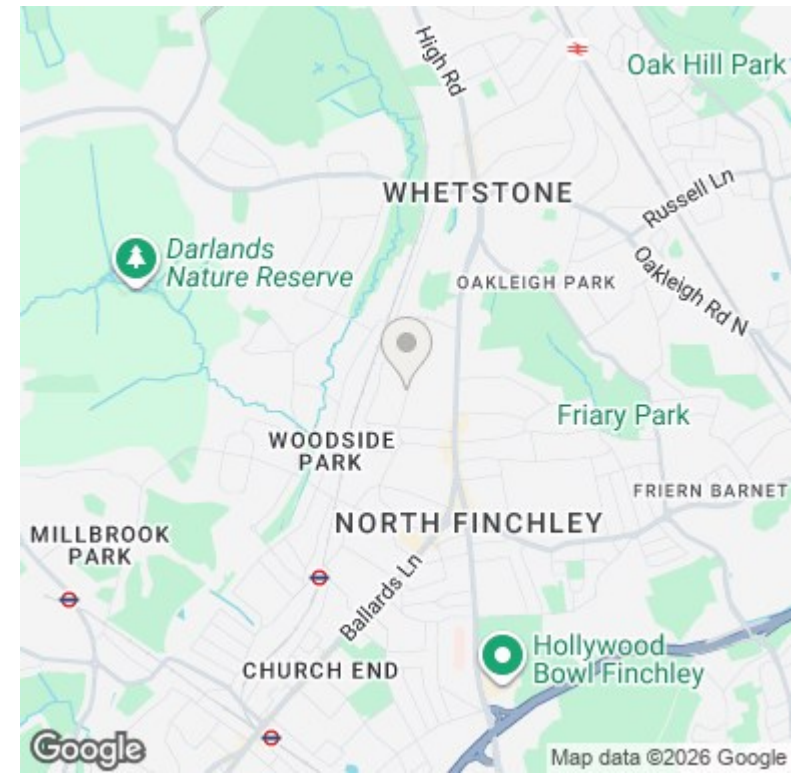 High Rd
Oak Hill Park
WHETSTONE
Russell Ln
Darlands
Nature Reserve
OAKLEIGH PARK
Oakleigh Rd N
Friary Park
WOODSIDE
PARK
FRIERN BARNET
NORTH FINCHLEY
MILLBROOK
PARK
Ballards Ln
Hollywood
Bowl Finchley
CHURCH END
Google
Map data ©2026 Google